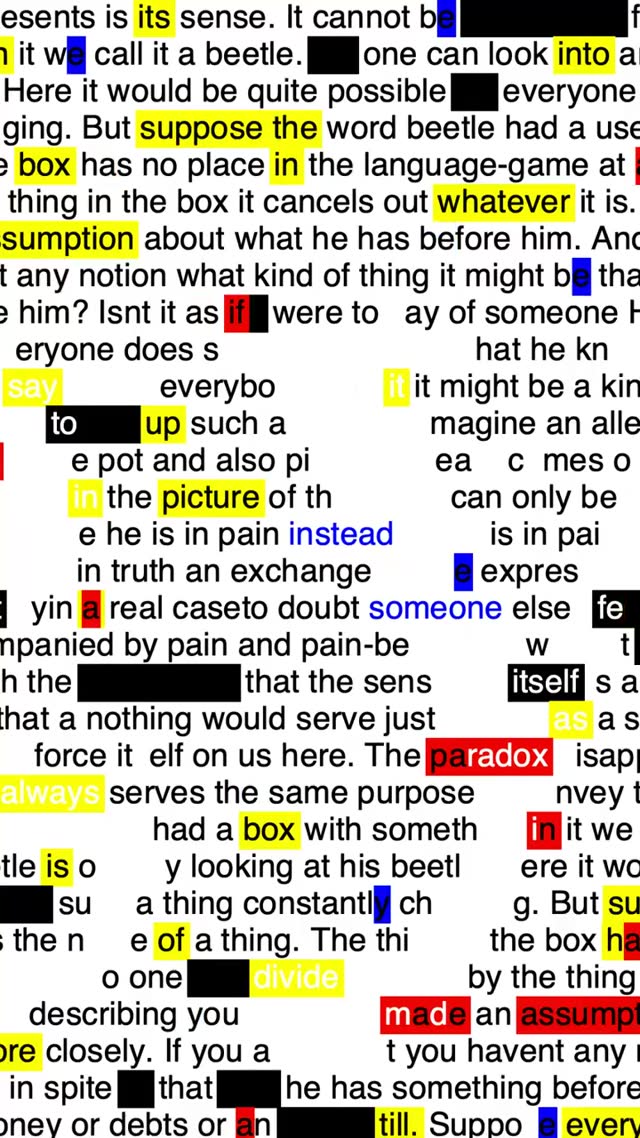 esents is its sense. It cannot be f
n it we call it a beetle. one can look into a
Here it would be quite possible everyone
ging. But suppose the word beetle had a use
e box has no place in the language-game at
thing in the box it cancels out whatever it is.
ssumption about what he has before him. And
t any notion what kind of thing it might be tha
e him? Isnt it as if were to ay of someone H
eryone does s hat he kn
say everybo it it might be a kin
to up such a magine an alle
e pot and also pi ea c mes o
in the picture of th can only be
e he is in pain instead is in pai
in truth an exchange e expres
yin a real caseto doubt someone else fe
mpanied by pain and pain-be w t
h the that the sens itself s a
that a nothing would serve just as a s
force it elf on us here. The paradox isapp
always serves the same purpose nvey t
had a box with someth in it we
tle is o y looking at his beetl ere it wo
su a thing constantly ch g. But su
s the n e of a thing. The thi the box ha
o one divide by the thing
describing you made an assumpt
ore closely. If you a t you havent any n
in spite that he has something before
oney or debts or an till. Suppo e every